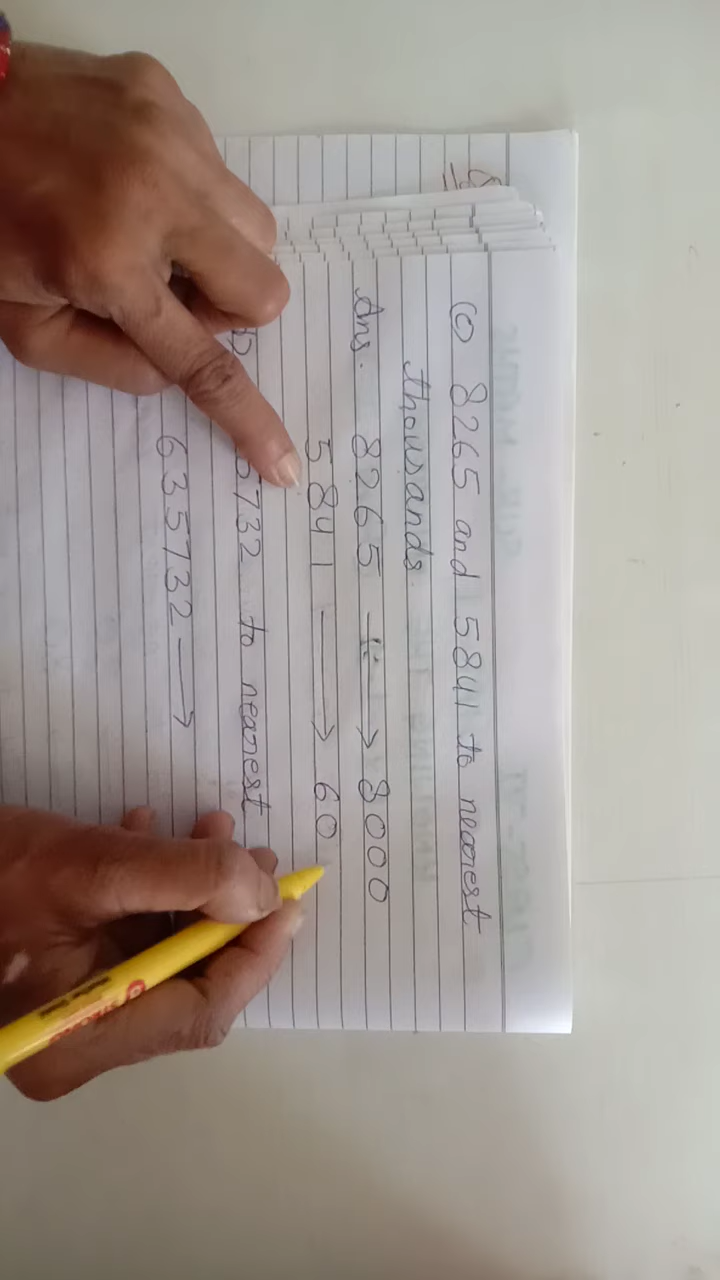 (c) 8265 and 5841 to nearest
thousands.
Ans. 8265 → 8000
5841 → 60
5732 to nearest
635732 →